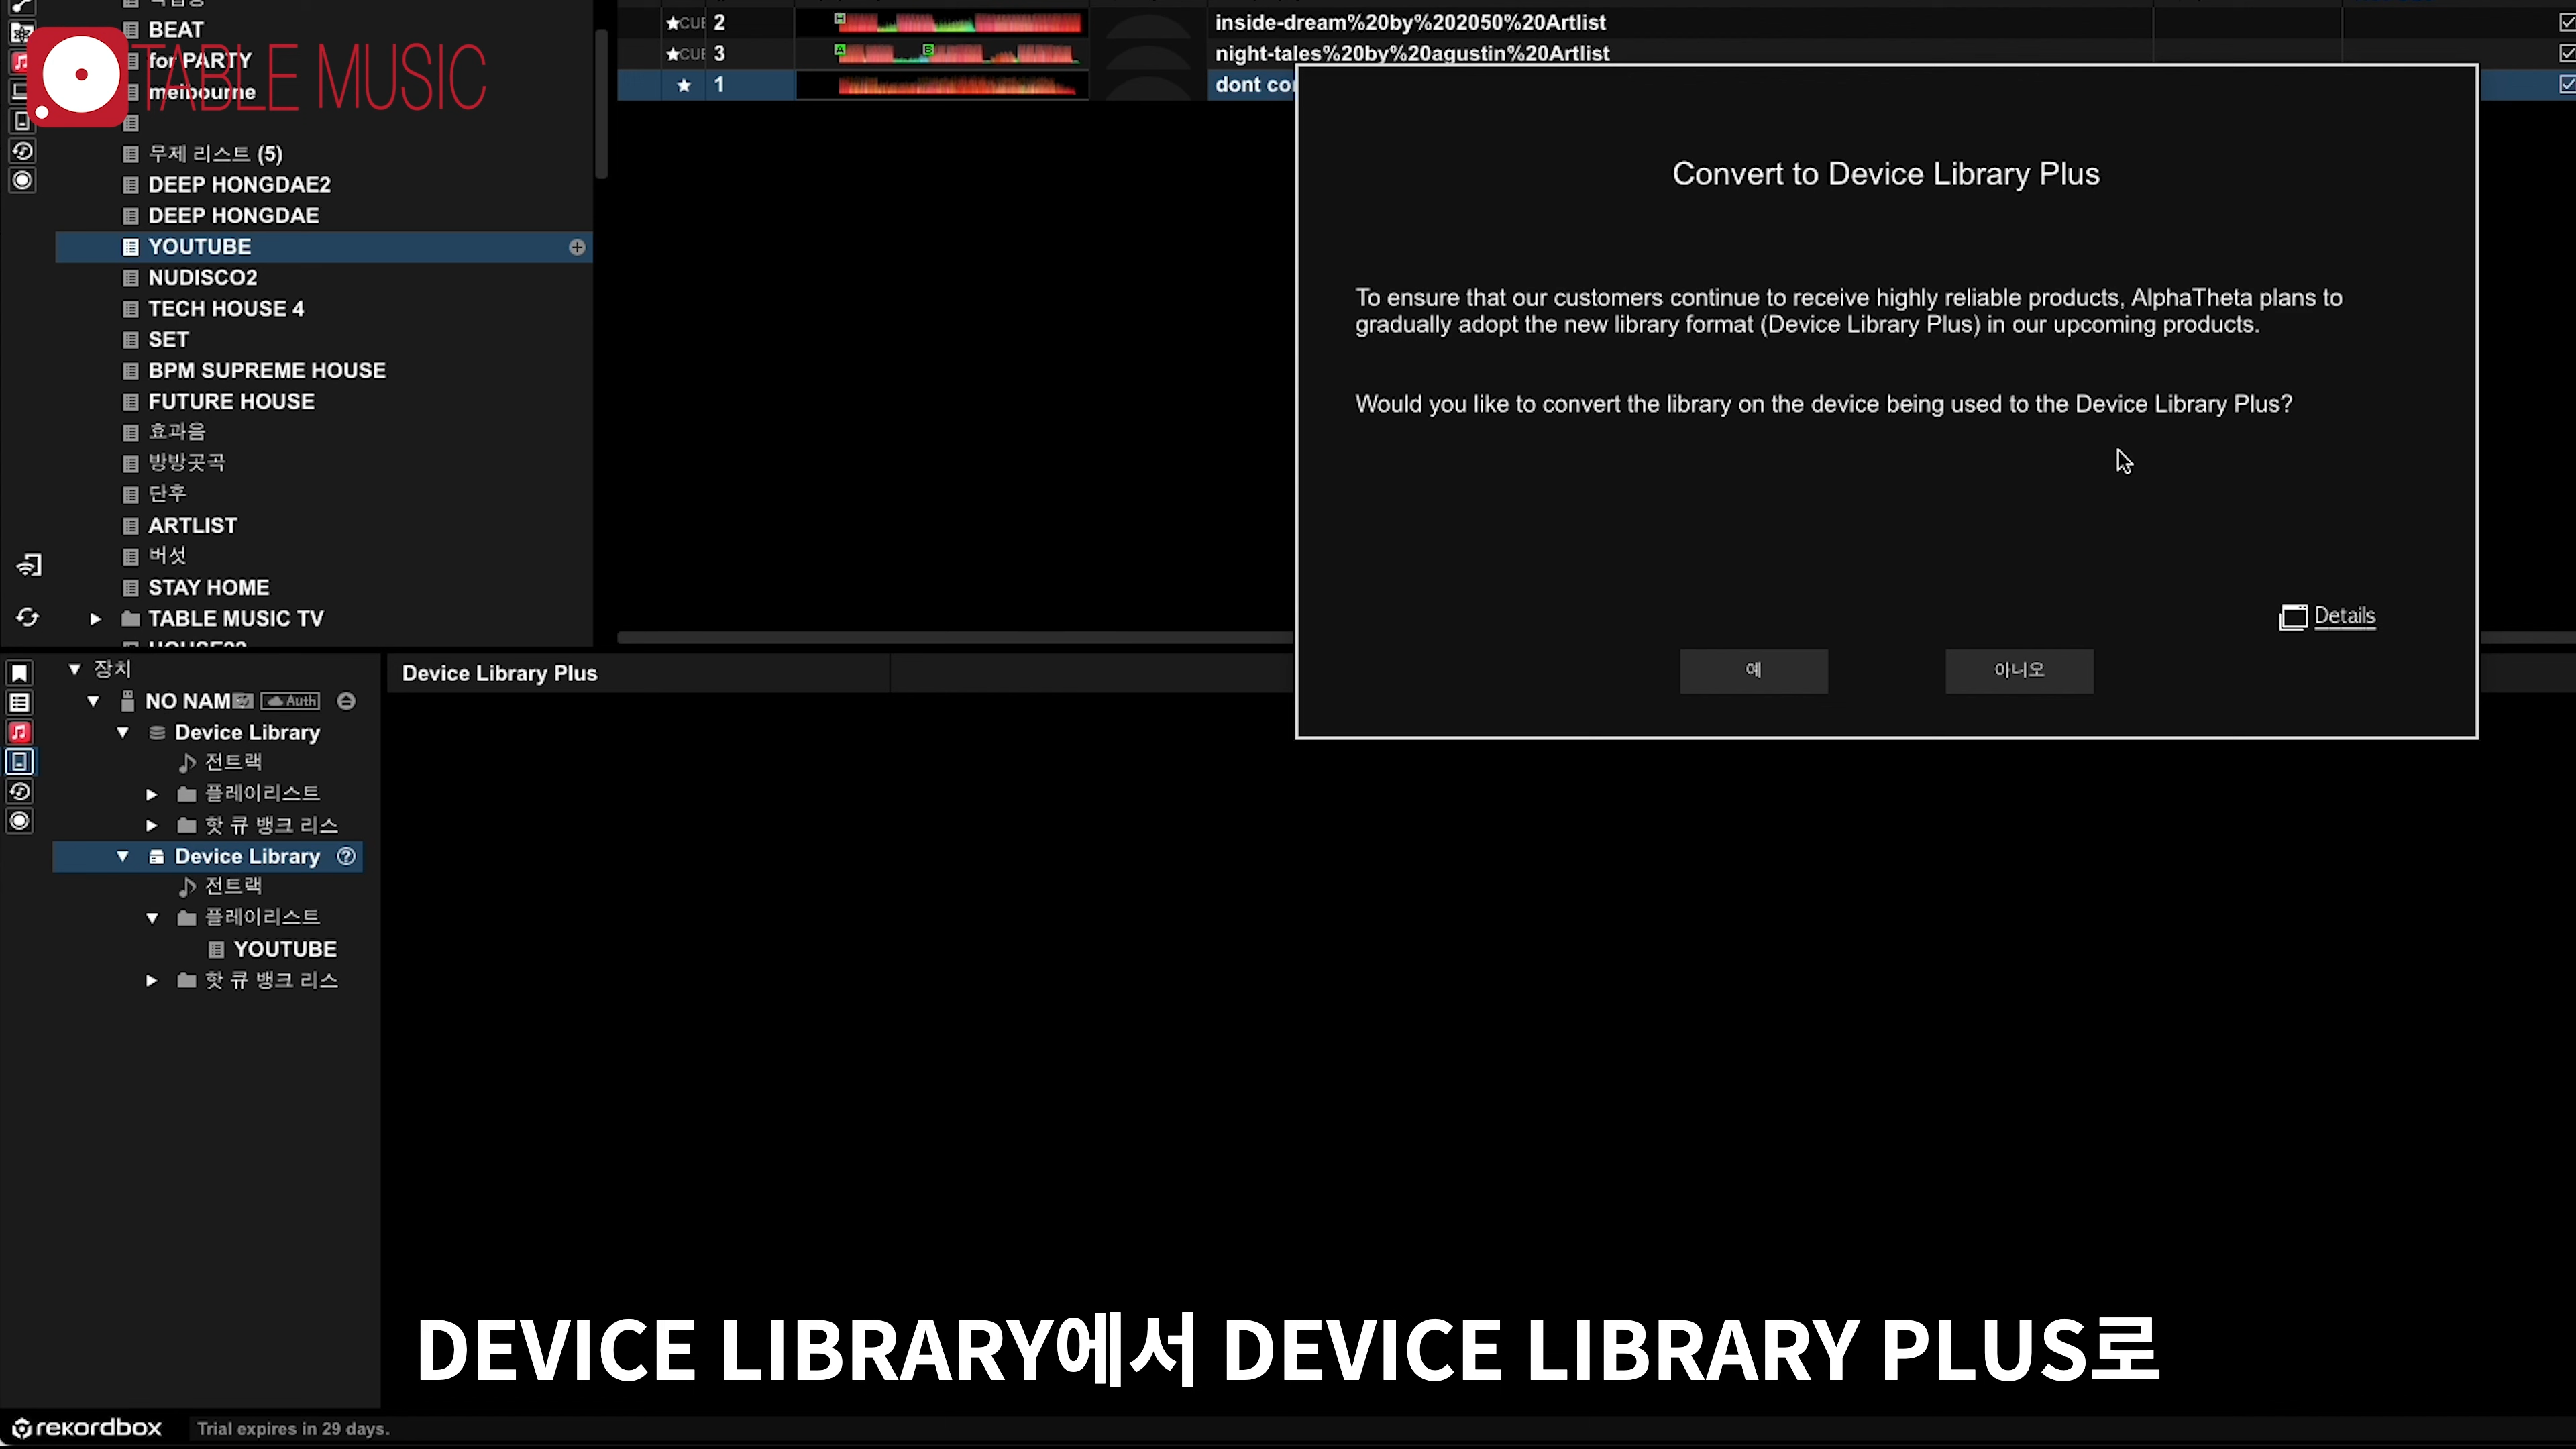 BEAT
for PARTY
TABLE MUSIC
melbourne
무제 리스트 (5)
DEEP HONGDAE2
DEEP HONGDAE
YOUTUBE
NUDISCO2
TECH HOUSE 4
SET
BPM SUPREME HOUSE
FUTURE HOUSE
효과음
방방곳곡
단후
ARTLIST
버섯
STAY HOME
TABLE MUSIC TV
CUE 2 inside-dream%20by%202050%20Artlist
CUE 3 night-tales%20by%20agustin%20Artlist
1 dont
Convert to Device Library Plus
To ensure that our customers continue to receive highly reliable products, AlphaTheta plans to
gradually adopt the new library format (Device Library Plus) in our upcoming products.
Would you like to convert the library on the device being used to the Device Library Plus?
Details
예 아니오
장치
NO NAM Auth
Device Library
전트랙
플레이리스트
핫 큐 뱅크 리스
Device Library
전트랙
플레이리스트
YOUTUBE
핫 큐 뱅크 리스
Device Library Plus
DEVICE LIBRARY에서 DEVICE LIBRARY PLUS로
rekordbox Trial expires in 29 days.